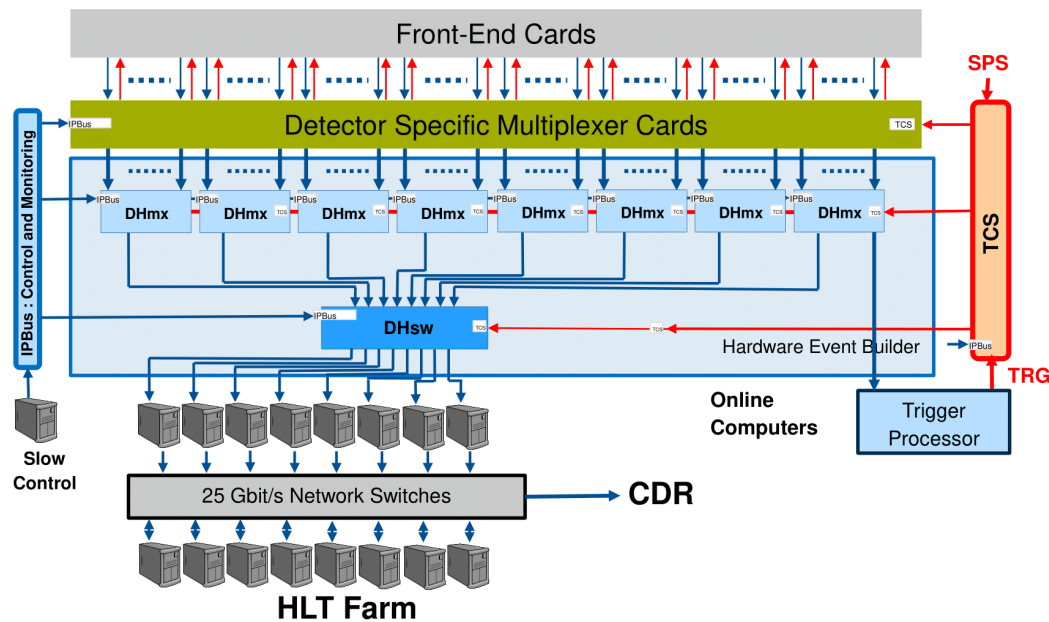 Front-End Cards
SPS
IPBus
Detector Specific Multiplexer Cards
TCS
IPBus : Control and Monitoring
IPBus IPBus IPBus IPBus IPBus IPBus IPBus IPBus
DHmx DHmx DHmx DHmx DHmx DHmx DHmx DHmx
TCS TCS TCS TCS TCS TCS TCS
TCS
IPBus
DHsw
TCS
TCS
Hardware Event Builder
IPBus
TRG
Online
Computers
Trigger
Processor
Slow
Control
25 Gbit/s Network Switches
CDR
HLT Farm